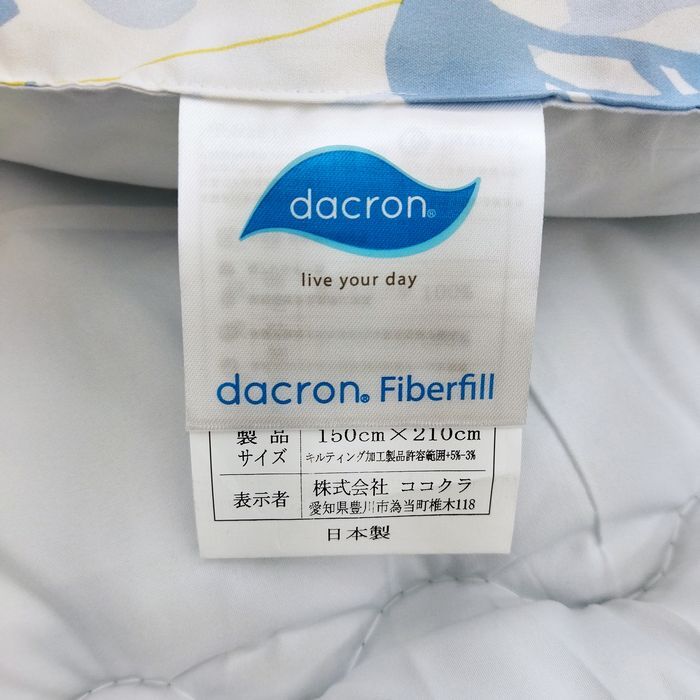 dacron®
live your day
dacron® Fiberfill
製品 150cm×210cm
サイズ キルティング加工製品許容範囲+5%-3%
表示者 株式会社 ココクラ
愛知県豊川市為当町椎木118
日本製